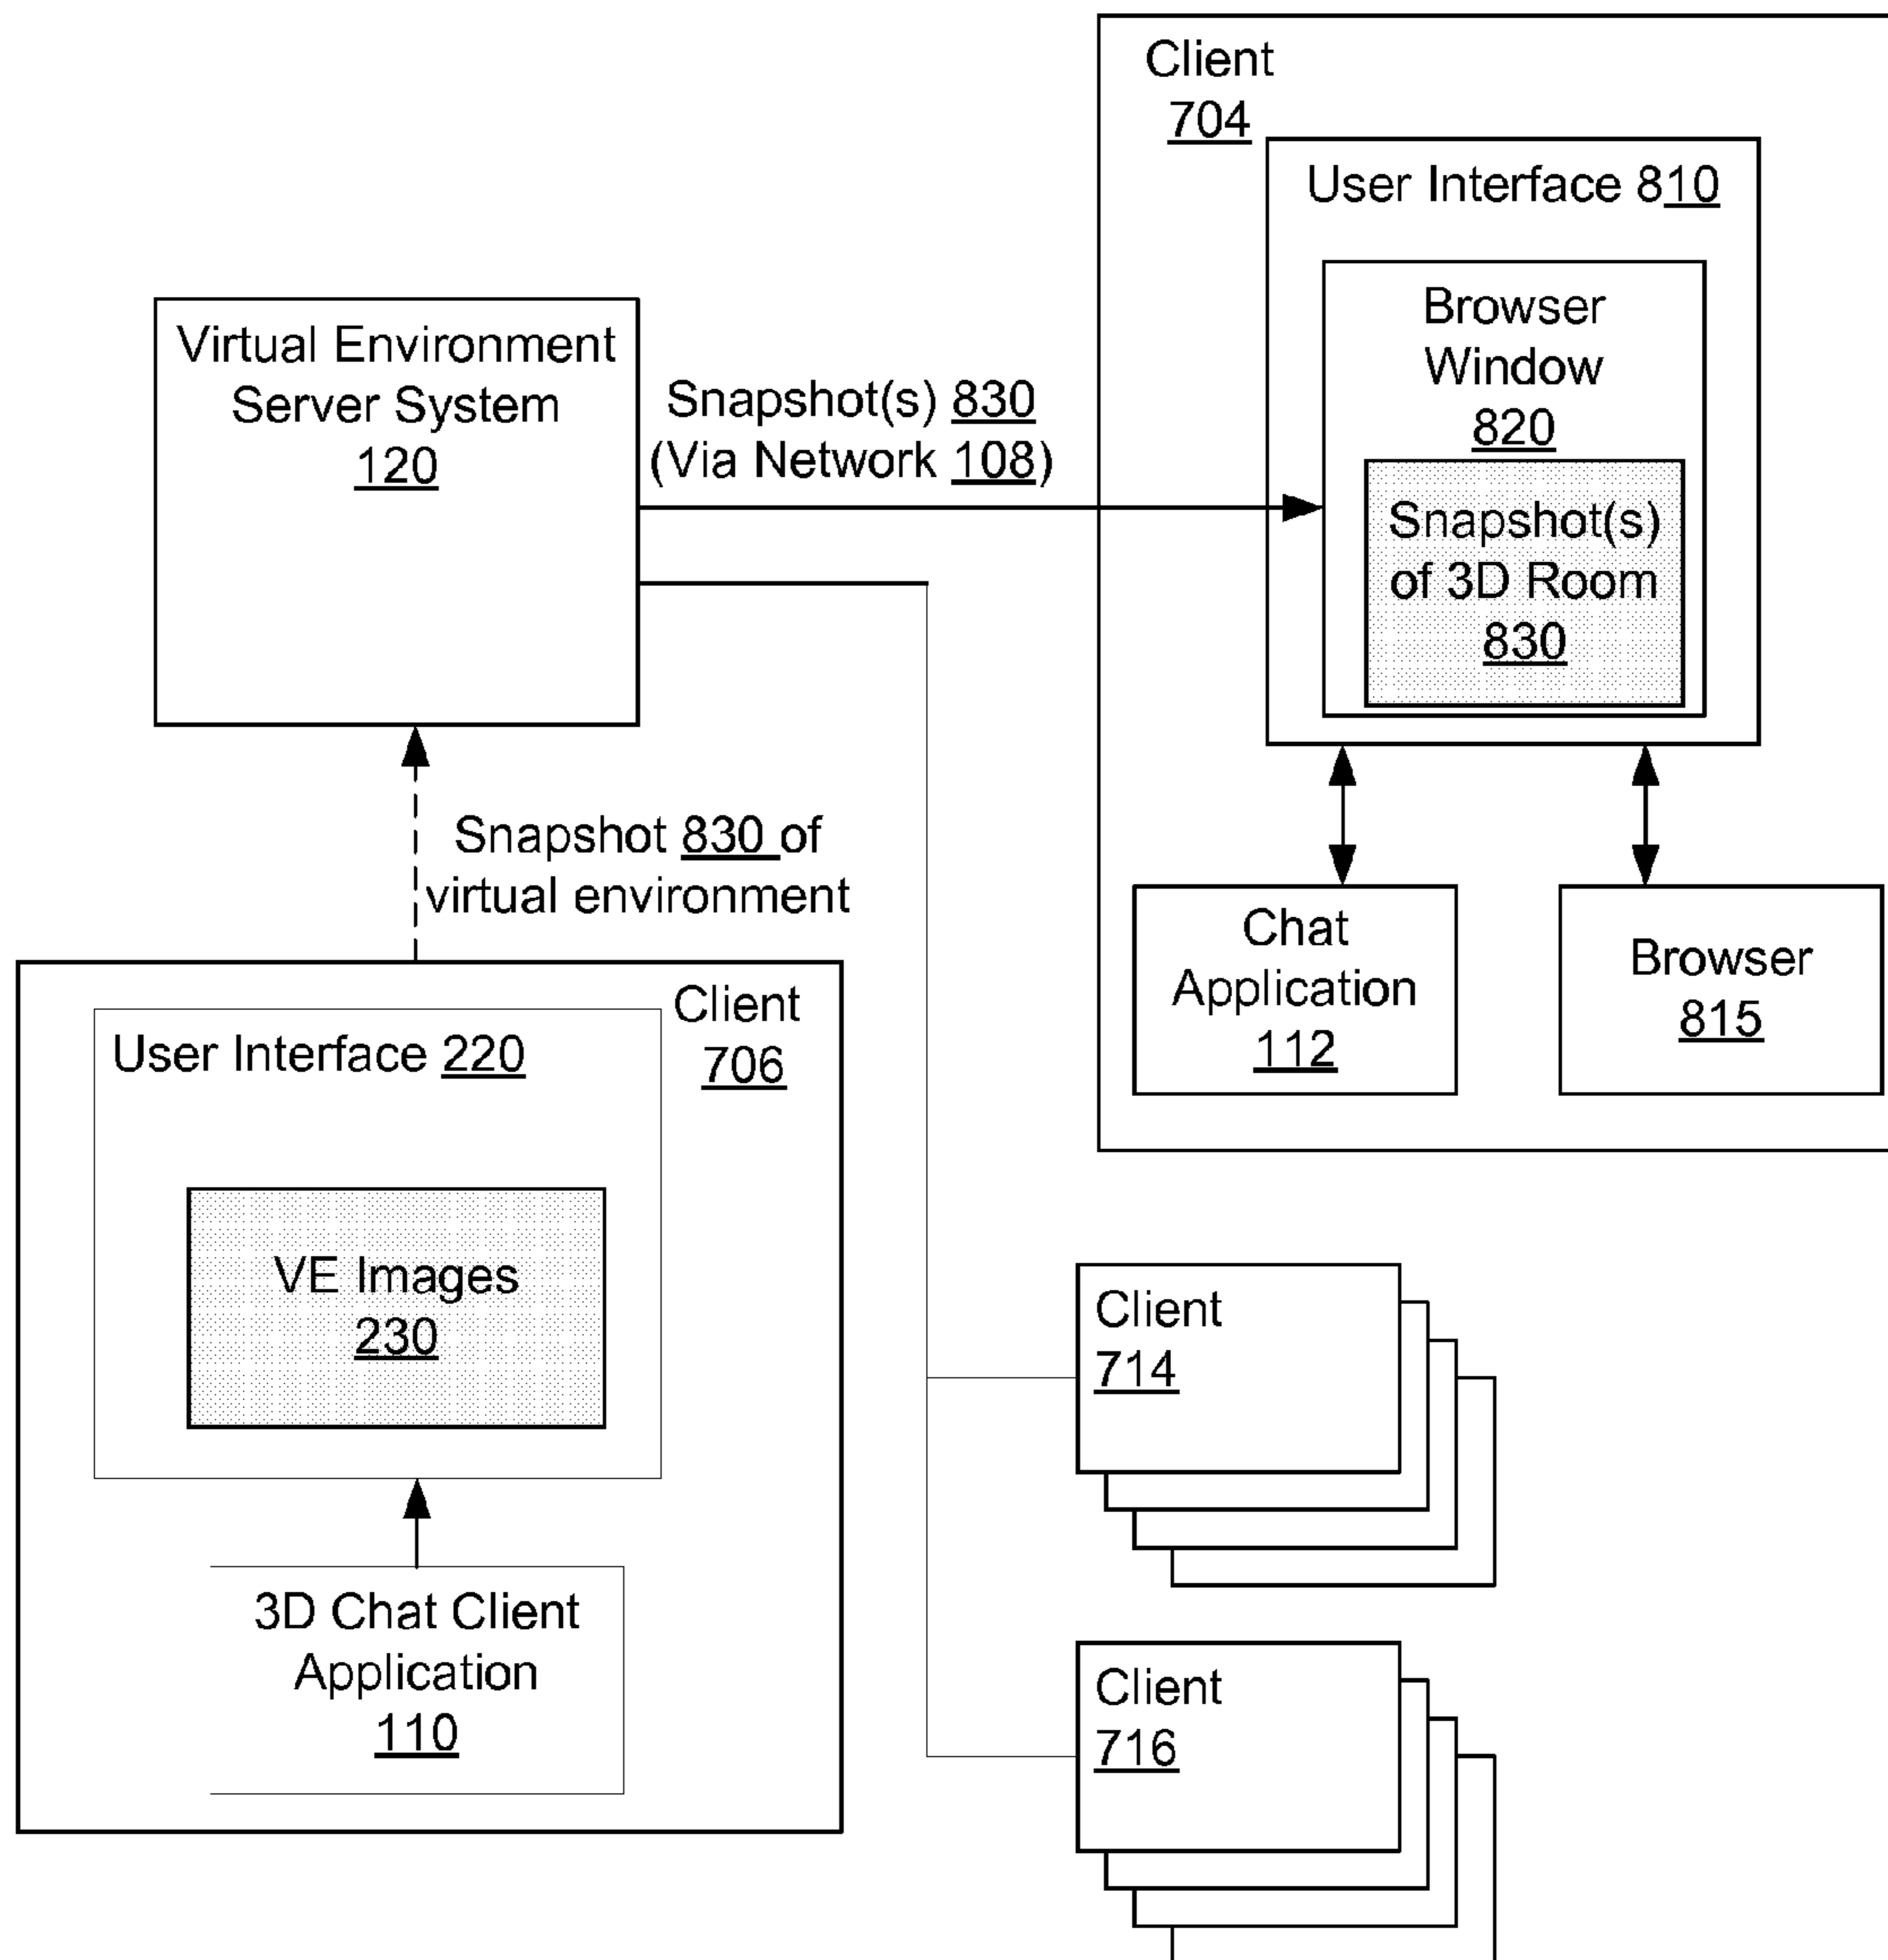 Client
704
User Interface 810
Browser
Window
820
Snapshot(s)
of 3D Room
830
Virtual Environment
Server System
120
Snapshot(s) 830
(Via Network 108)
Snapshot 830 of
virtual environment
Chat
Application
112
Browser
815
Client
706
User Interface 220
VE Images
230
3D Chat Client
Application
110
Client
714
Client
716